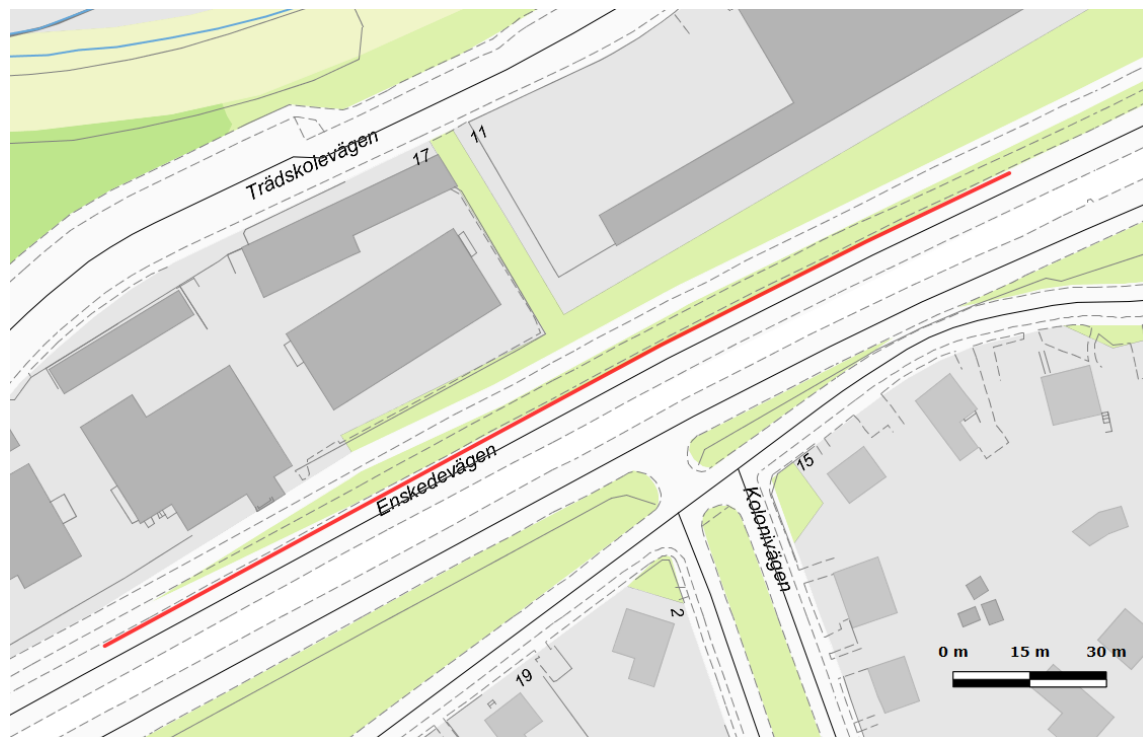 11
17
Trädskolevägen
Enskedevägen
15
Kolonivägen
2
19
0 m 15 m 30 m